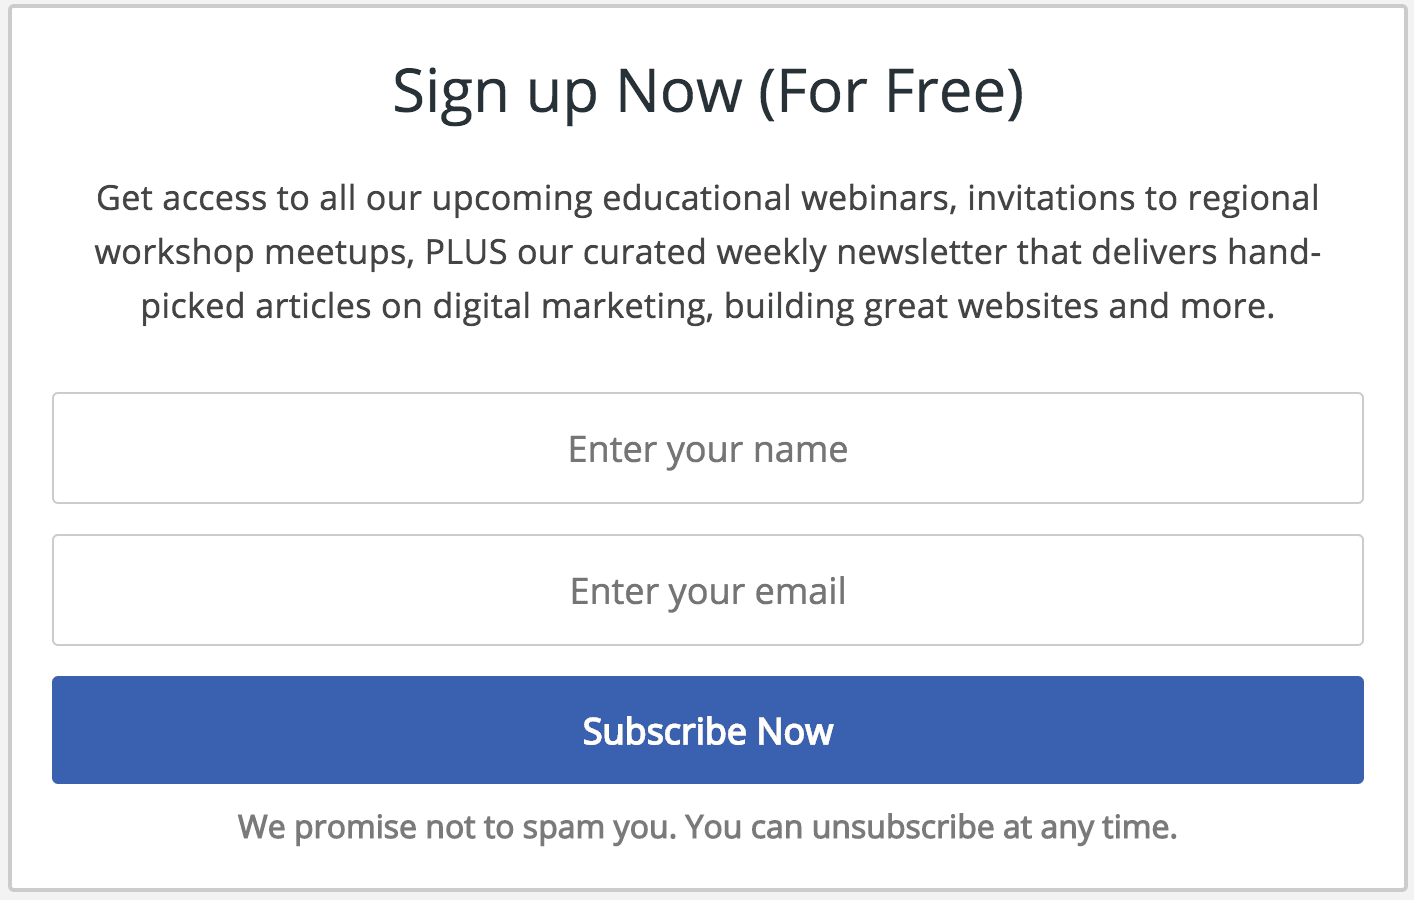 Sign up Now (For Free)
Get access to all our upcoming educational webinars, invitations to regional
workshop meetups, PLUS our curated weekly newsletter that delivers hand-
picked articles on digital marketing, building great websites and more.
Enter your name
Enter your email
Subscribe Now
We promise not to spam you. You can unsubscribe at any time.